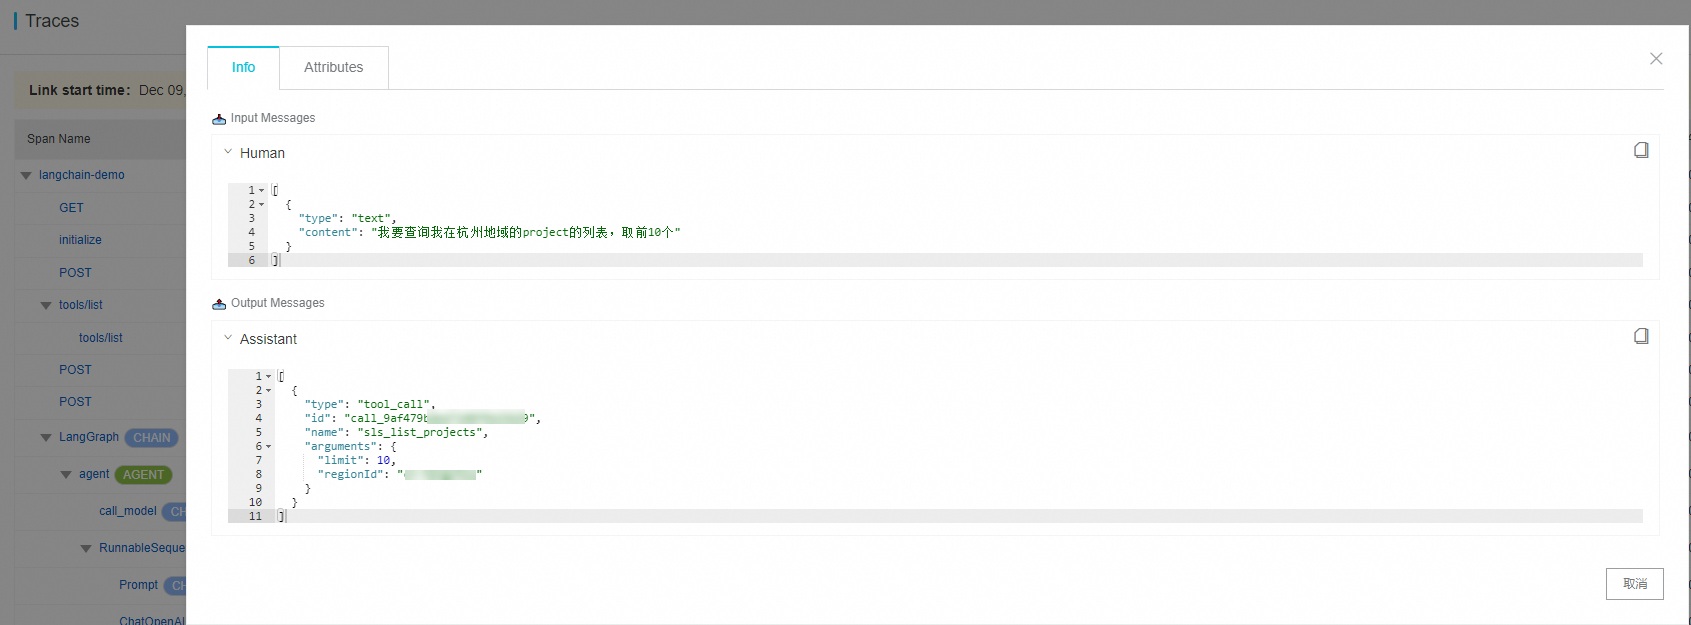 Traces
Link start time: Dec 09,
Span Name
langchain-demo
GET
initialize
POST
tools/list
tools/list
POST
POST
LangGraph CHAIN
agent AGENT
call_model CH
RunnableSeque
Prompt CH
ChatOpenAI
Info Attributes
Input Messages
Human
1 [
2 {
3 "type": "text",
4 "content": "我要查询我在杭州地域的project的列表，取前10个"
5 }
6 ]
Output Messages
Assistant
1 [
2 {
3 "type": "tool_call",
4 "id": "call_9af479 9",
5 "name": "sls_list_projects",
6 "arguments": {
7 "limit": 10,
8 "regionId": " "
9 }
10 }
11 ]
取消